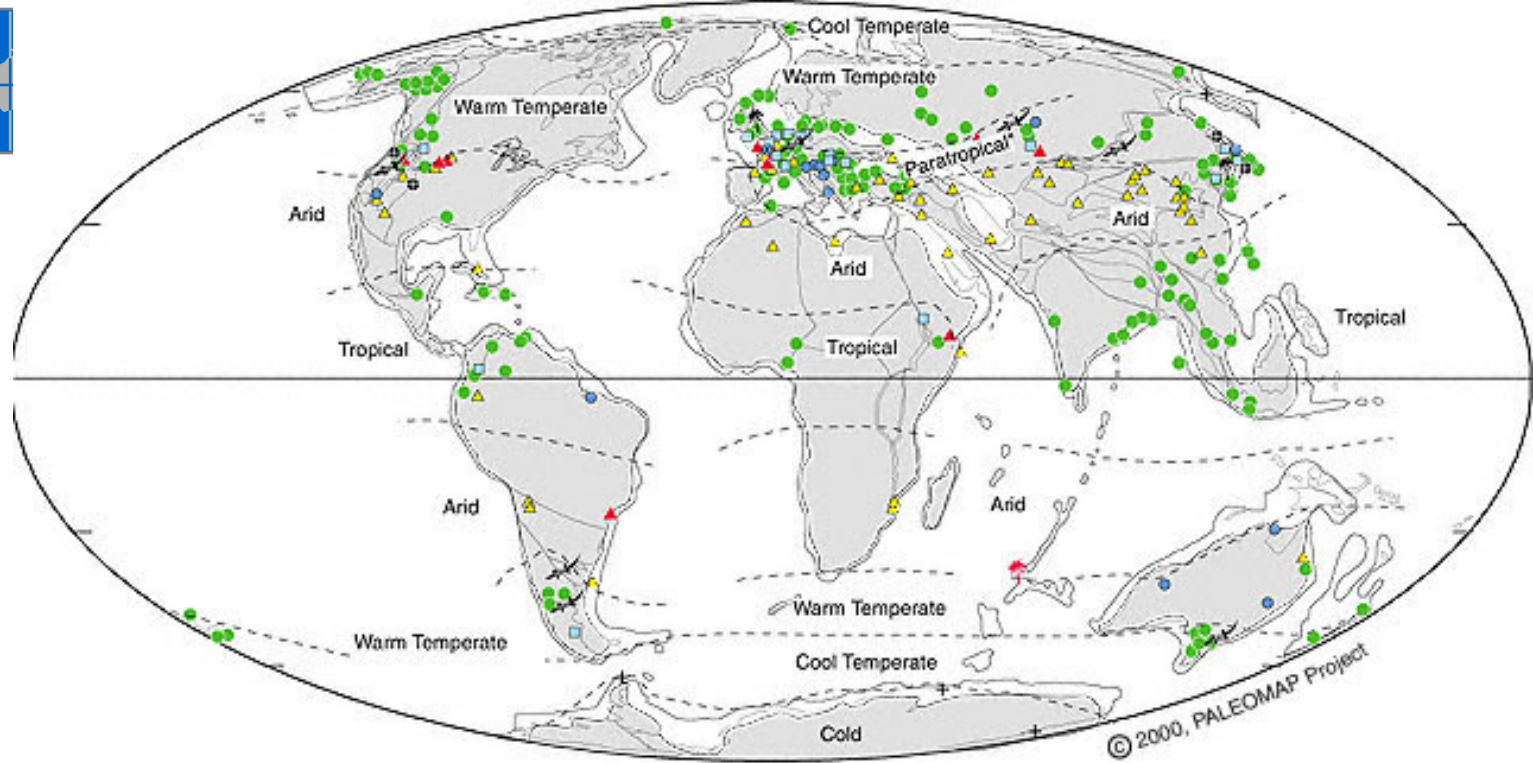 Cool Temperate
Warm Temperate
Warm Temperate
Paratropical"
Arid
Arid
Arid
Tropical
Tropical
Tropical
Arid
Arid
Warm Temperate
Warm Temperate
Cool Temperate
Cold
© 2000, PALEOMAP Project